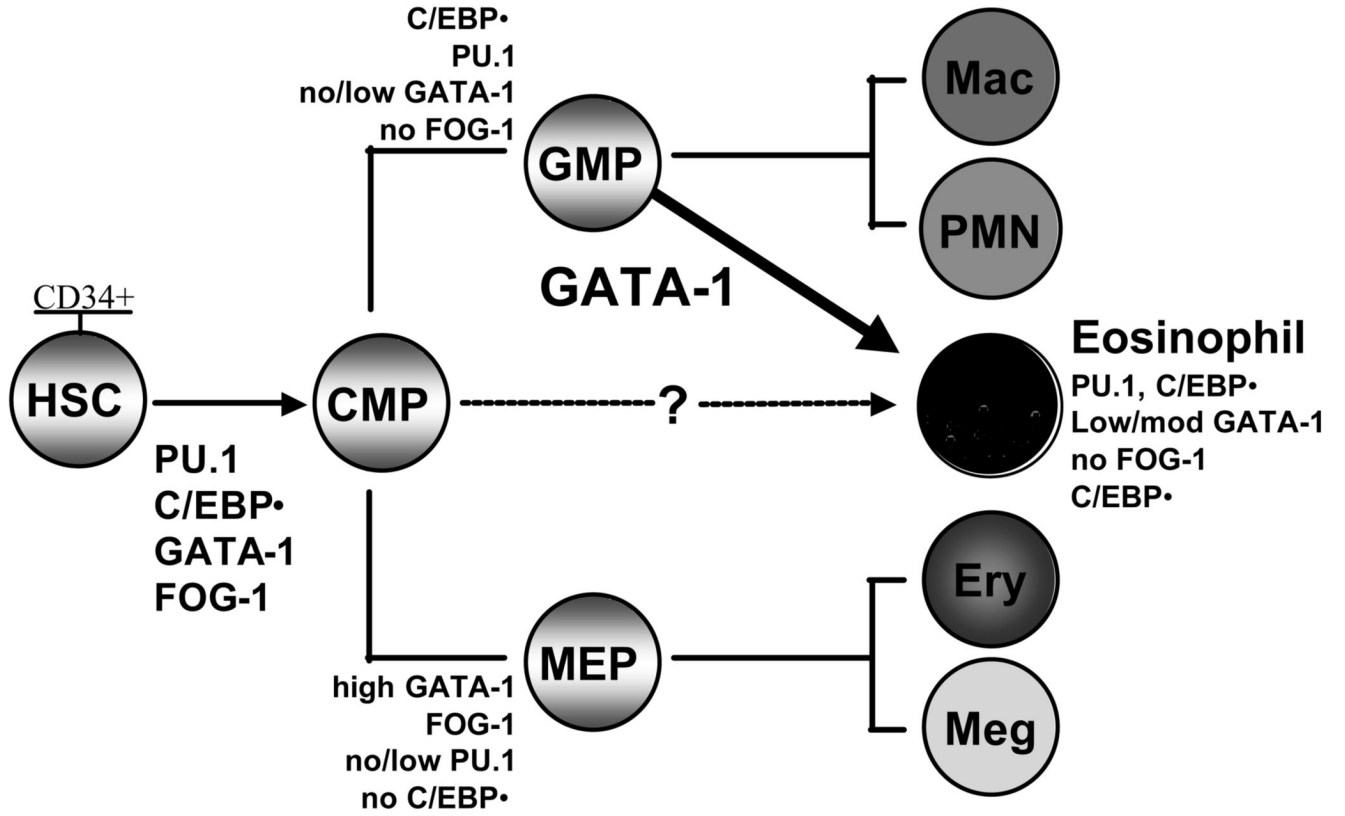 C/EBP•
PU.1
no/low GATA-1
no FOG-1
GMP
Mac
PMN
GATA-1
CD34+
HSC
PU.1
C/EBP•
GATA-1
FOG-1
CMP
?
Eosinophil
PU.1, C/EBP•
Low/mod GATA-1
no FOG-1
C/EBP•
MEP
high GATA-1
FOG-1
no/low PU.1
no C/EBP•
Ery
Meg